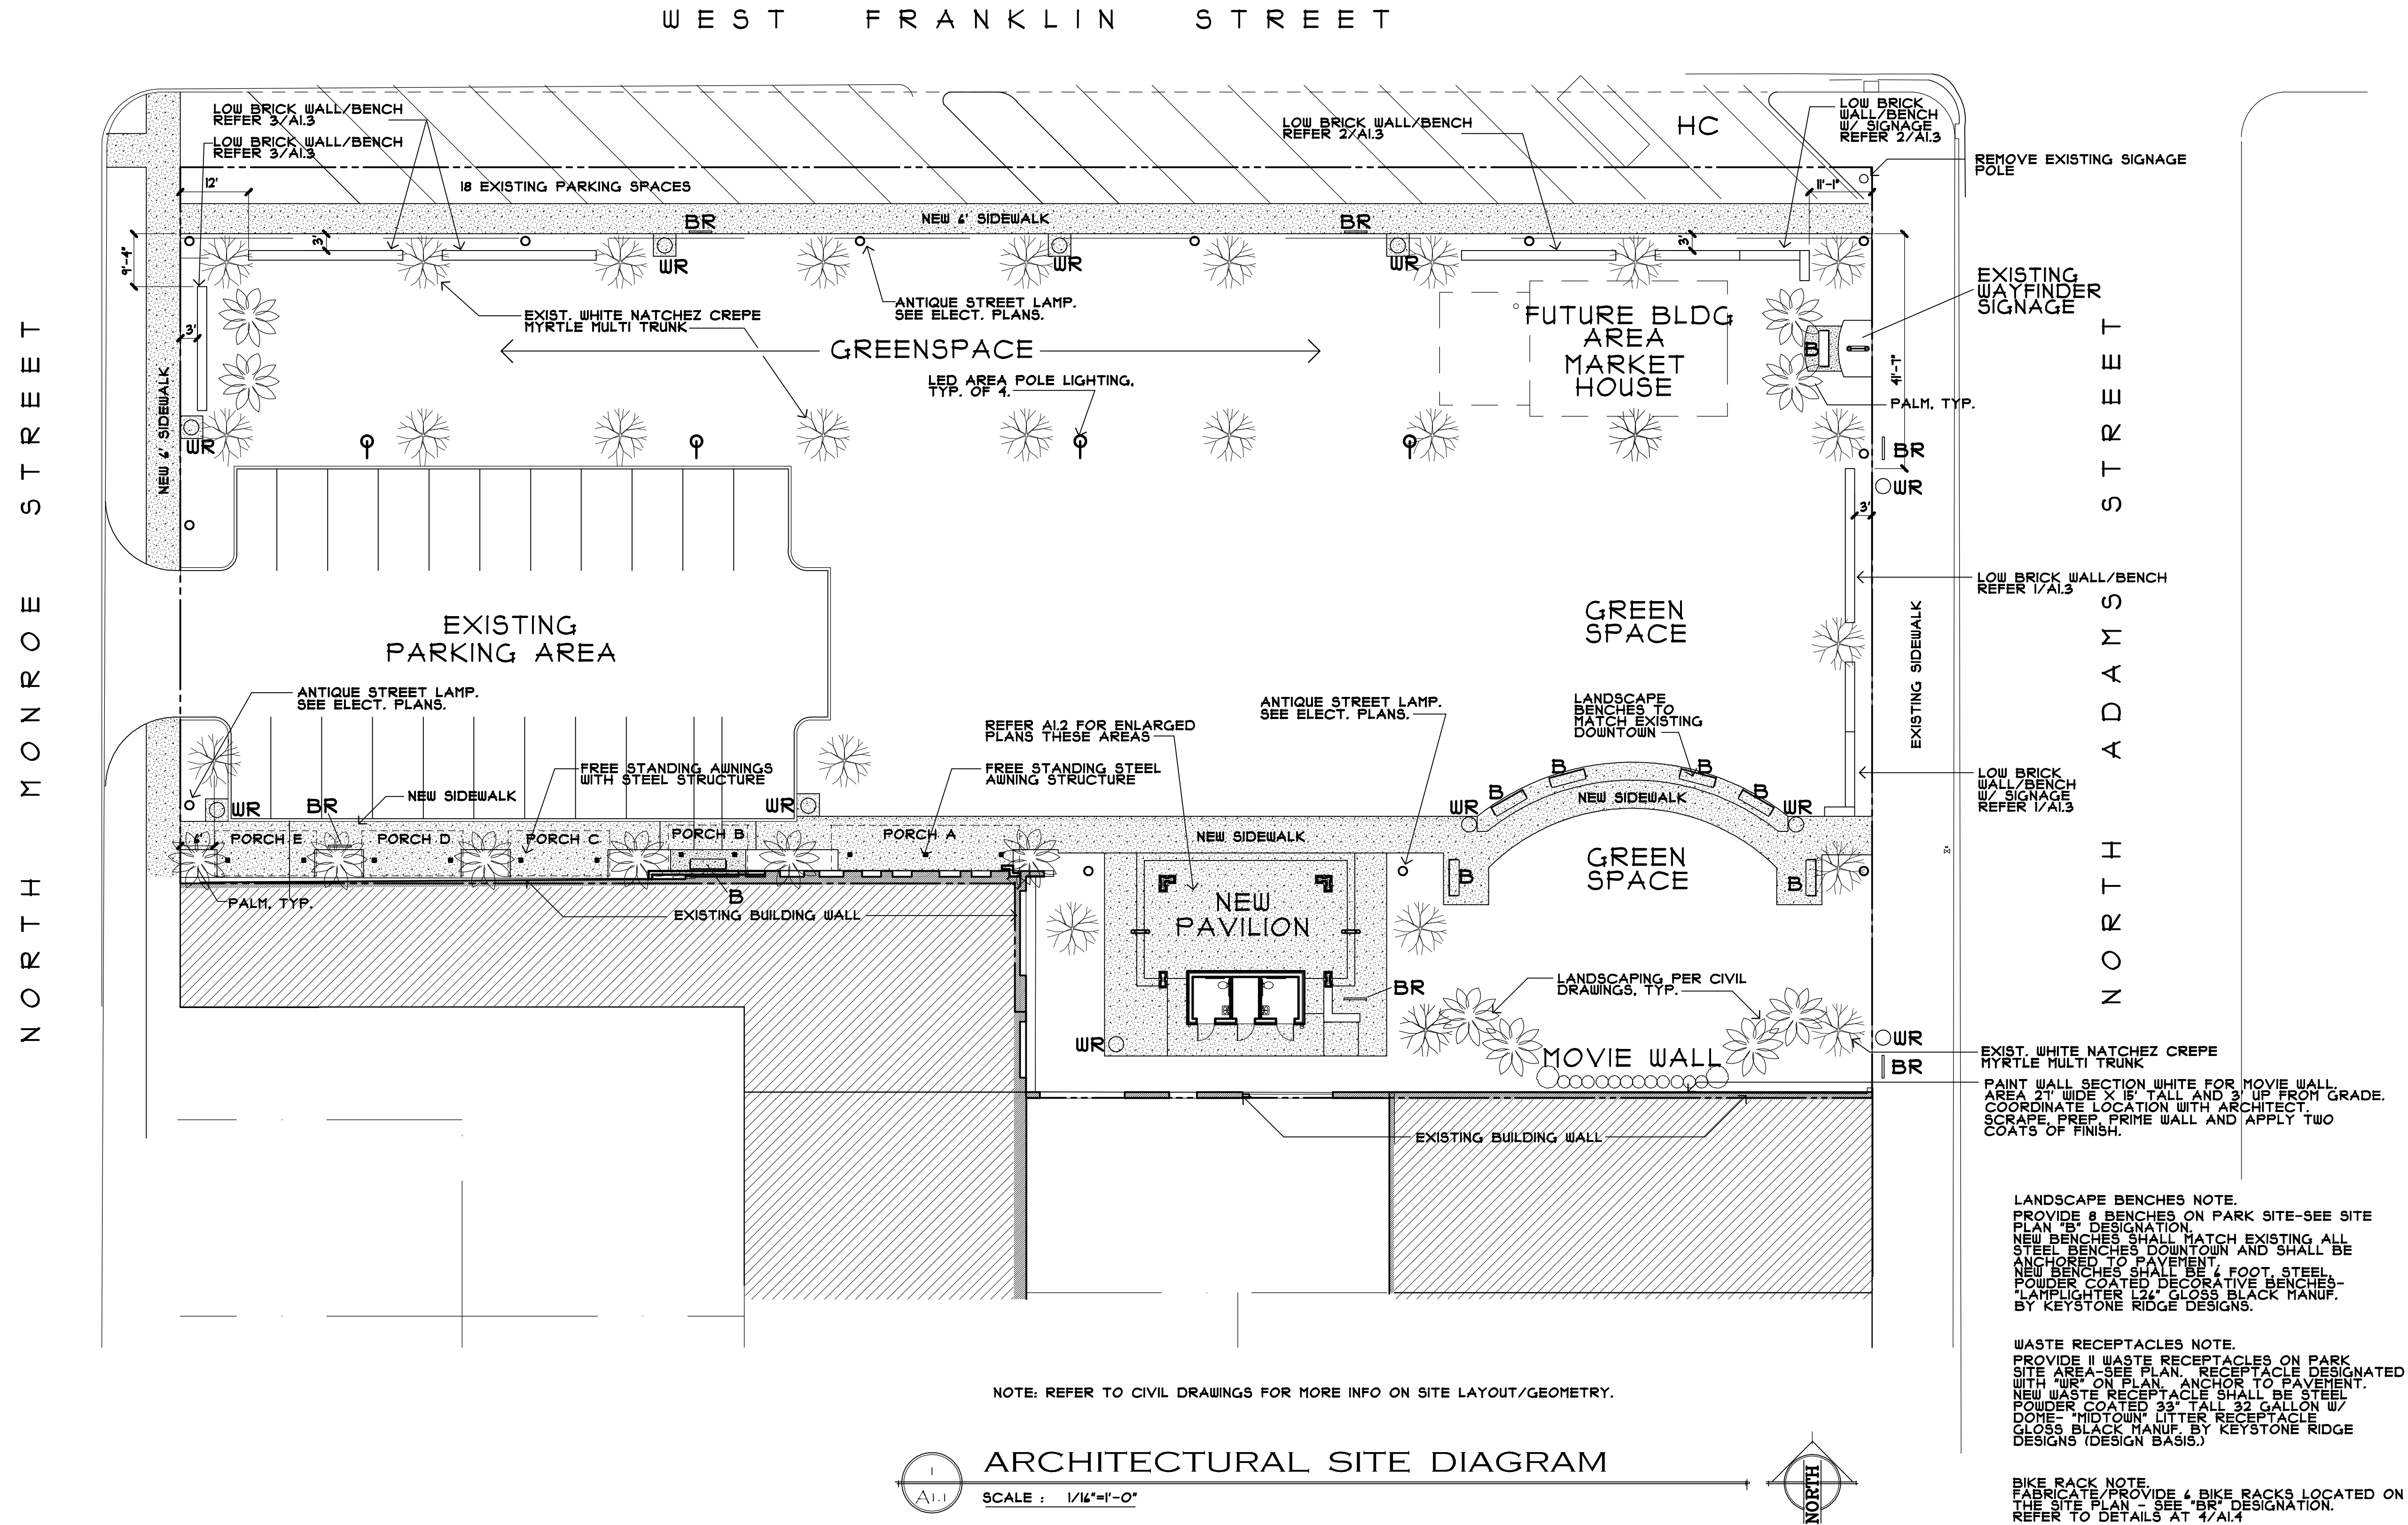 WEST FRANKLIN STREET
LOW BRICK WALL/BENCH
REFER 3/A1.3
LOW BRICK WALL/BENCH
REFER 3/A1.3
12'
18 EXISTING PARKING SPACES
LOW BRICK WALL/BENCH
REFER 2/A1.3
HC
LOW BRICK
WALL/BENCH
W/ SIGNAGE
REFER 2/A1.3
REMOVE EXISTING SIGNAGE
POLE
11'-1"
BR
NEW 6' SIDEWALK
BR
9'-4"
3'
WR
WR
WR
3'
EXISTING
WAYFINDER
SIGNAGE
ANTIQUE STREET LAMP.
SEE ELECT. PLANS.
EXIST. WHITE NATCHEZ CREPE
MYRTLE MULTI TRUNK
GREENSPACE
FUTURE BLDG
AREA
MARKET
HOUSE
B
3'
LED AREA POLE LIGHTING,
TYP. OF 4.
41'-7"
PALM, TYP.
NEW 6' SIDEWALK
WR
BR
WR
3'
NORTH MONROE STREET
NORTH ADAMS STREET
LOW BRICK WALL/BENCH
REFER 1/A1.3
EXISTING
PARKING AREA
GREEN
SPACE
EXISTING SIDEWALK
ANTIQUE STREET LAMP.
SEE ELECT. PLANS.
REFER A1.2 FOR ENLARGED
PLANS THESE AREAS
ANTIQUE STREET LAMP.
SEE ELECT. PLANS.
LANDSCAPE
BENCHES TO
MATCH EXISTING
DOWNTOWN
FREE STANDING AWNINGS
WITH STEEL STRUCTURE
FREE STANDING STEEL
AWNING STRUCTURE
B
B
B
B
LOW BRICK
WALL/BENCH
W/ SIGNAGE
REFER 1/A1.3
NEW SIDEWALK
NEW SIDEWALK
WR
BR
WR
WR
WR
6'
PORCH E
PORCH D
PORCH C
PORCH B
PORCH A
NEW SIDEWALK
GREEN
SPACE
B
B
B
PALM, TYP.
EXISTING BUILDING WALL
NEW
PAVILION
BR
LANDSCAPING PER CIVIL
DRAWINGS, TYP.
WR
MOVIE WALL
WR
BR
EXIST. WHITE NATCHEZ CREPE
MYRTLE MULTI TRUNK
PAINT WALL SECTION WHITE FOR MOVIE WALL.
AREA 27' WIDE X 15' TALL AND 3' UP FROM GRADE.
COORDINATE LOCATION WITH ARCHITECT.
SCRAPE, PREP, PRIME WALL AND APPLY TWO
COATS OF FINISH.
EXISTING BUILDING WALL
LANDSCAPE BENCHES NOTE.
PROVIDE 8 BENCHES ON PARK SITE-SEE SITE
PLAN "B" DESIGNATION.
NEW BENCHES SHALL MATCH EXISTING ALL
STEEL BENCHES DOWNTOWN AND SHALL BE
ANCHORED TO PAVEMENT.
NEW BENCHES SHALL BE 6 FOOT, STEEL,
POWDER COATED DECORATIVE BENCHES-
"LAMPLIGHTER L26" GLOSS BLACK MANUF.
BY KEYSTONE RIDGE DESIGNS.
WASTE RECEPTACLES NOTE.
PROVIDE 11 WASTE RECEPTACLES ON PARK
SITE AREA-SEE PLAN. RECEPTACLE DESIGNATED
WITH "WR" ON PLAN. ANCHOR TO PAVEMENT.
NEW WASTE RECEPTACLE SHALL BE STEEL
POWDER COATED 33" TALL 32 GALLON W/
DOME- "MIDTOWN" LITTER RECEPTACLE
GLOSS BLACK MANUF. BY KEYSTONE RIDGE
DESIGNS (DESIGN BASIS.)
BIKE RACK NOTE.
FABRICATE/PROVIDE 6 BIKE RACKS LOCATED ON
THE SITE PLAN - SEE "BR" DESIGNATION.
REFER TO DETAILS AT 4/A1.4
NOTE: REFER TO CIVIL DRAWINGS FOR MORE INFO ON SITE LAYOUT/GEOMETRY.
1
A1.1
ARCHITECTURAL SITE DIAGRAM
SCALE : 1/16"=1'-0"
NORTH